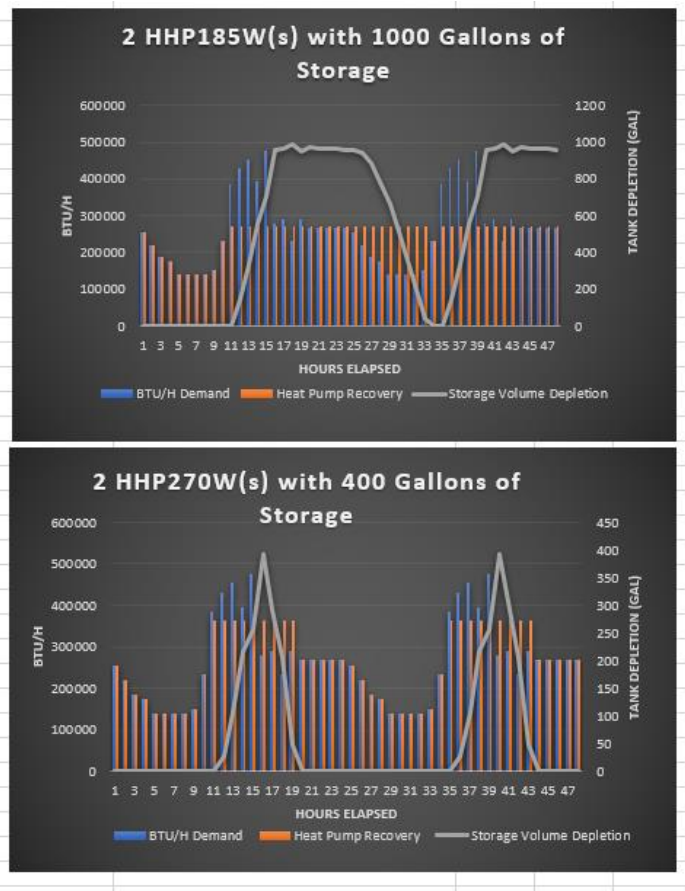 2 HHP185W(s) with 1000 Gallons of
Storage
600000
500000
400000
300000
200000
100000
0
BTU/H
1200
1000
800
600
400
200
0
TANK DEPLETION (GAL)
1 3 5 7 9 11 13 15 17 19 21 23 25 27 29 31 33 35 37 39 41 43 45 47
HOURS ELAPSED
BTU/H Demand Heat Pump Recovery Storage Volume Depletion
2 HHP270W(s) with 400 Gallons of
Storage
600000
500000
400000
300000
200000
100000
0
BTU/H
450
400
350
300
250
200
150
100
50
0
TANK DEPLETION (GAL)
1 3 5 7 9 11 13 15 17 19 21 23 25 27 29 31 33 35 37 39 41 43 45 47
HOURS ELAPSED
BTU/H Demand Heat Pump Recovery Storage Volume Depletion